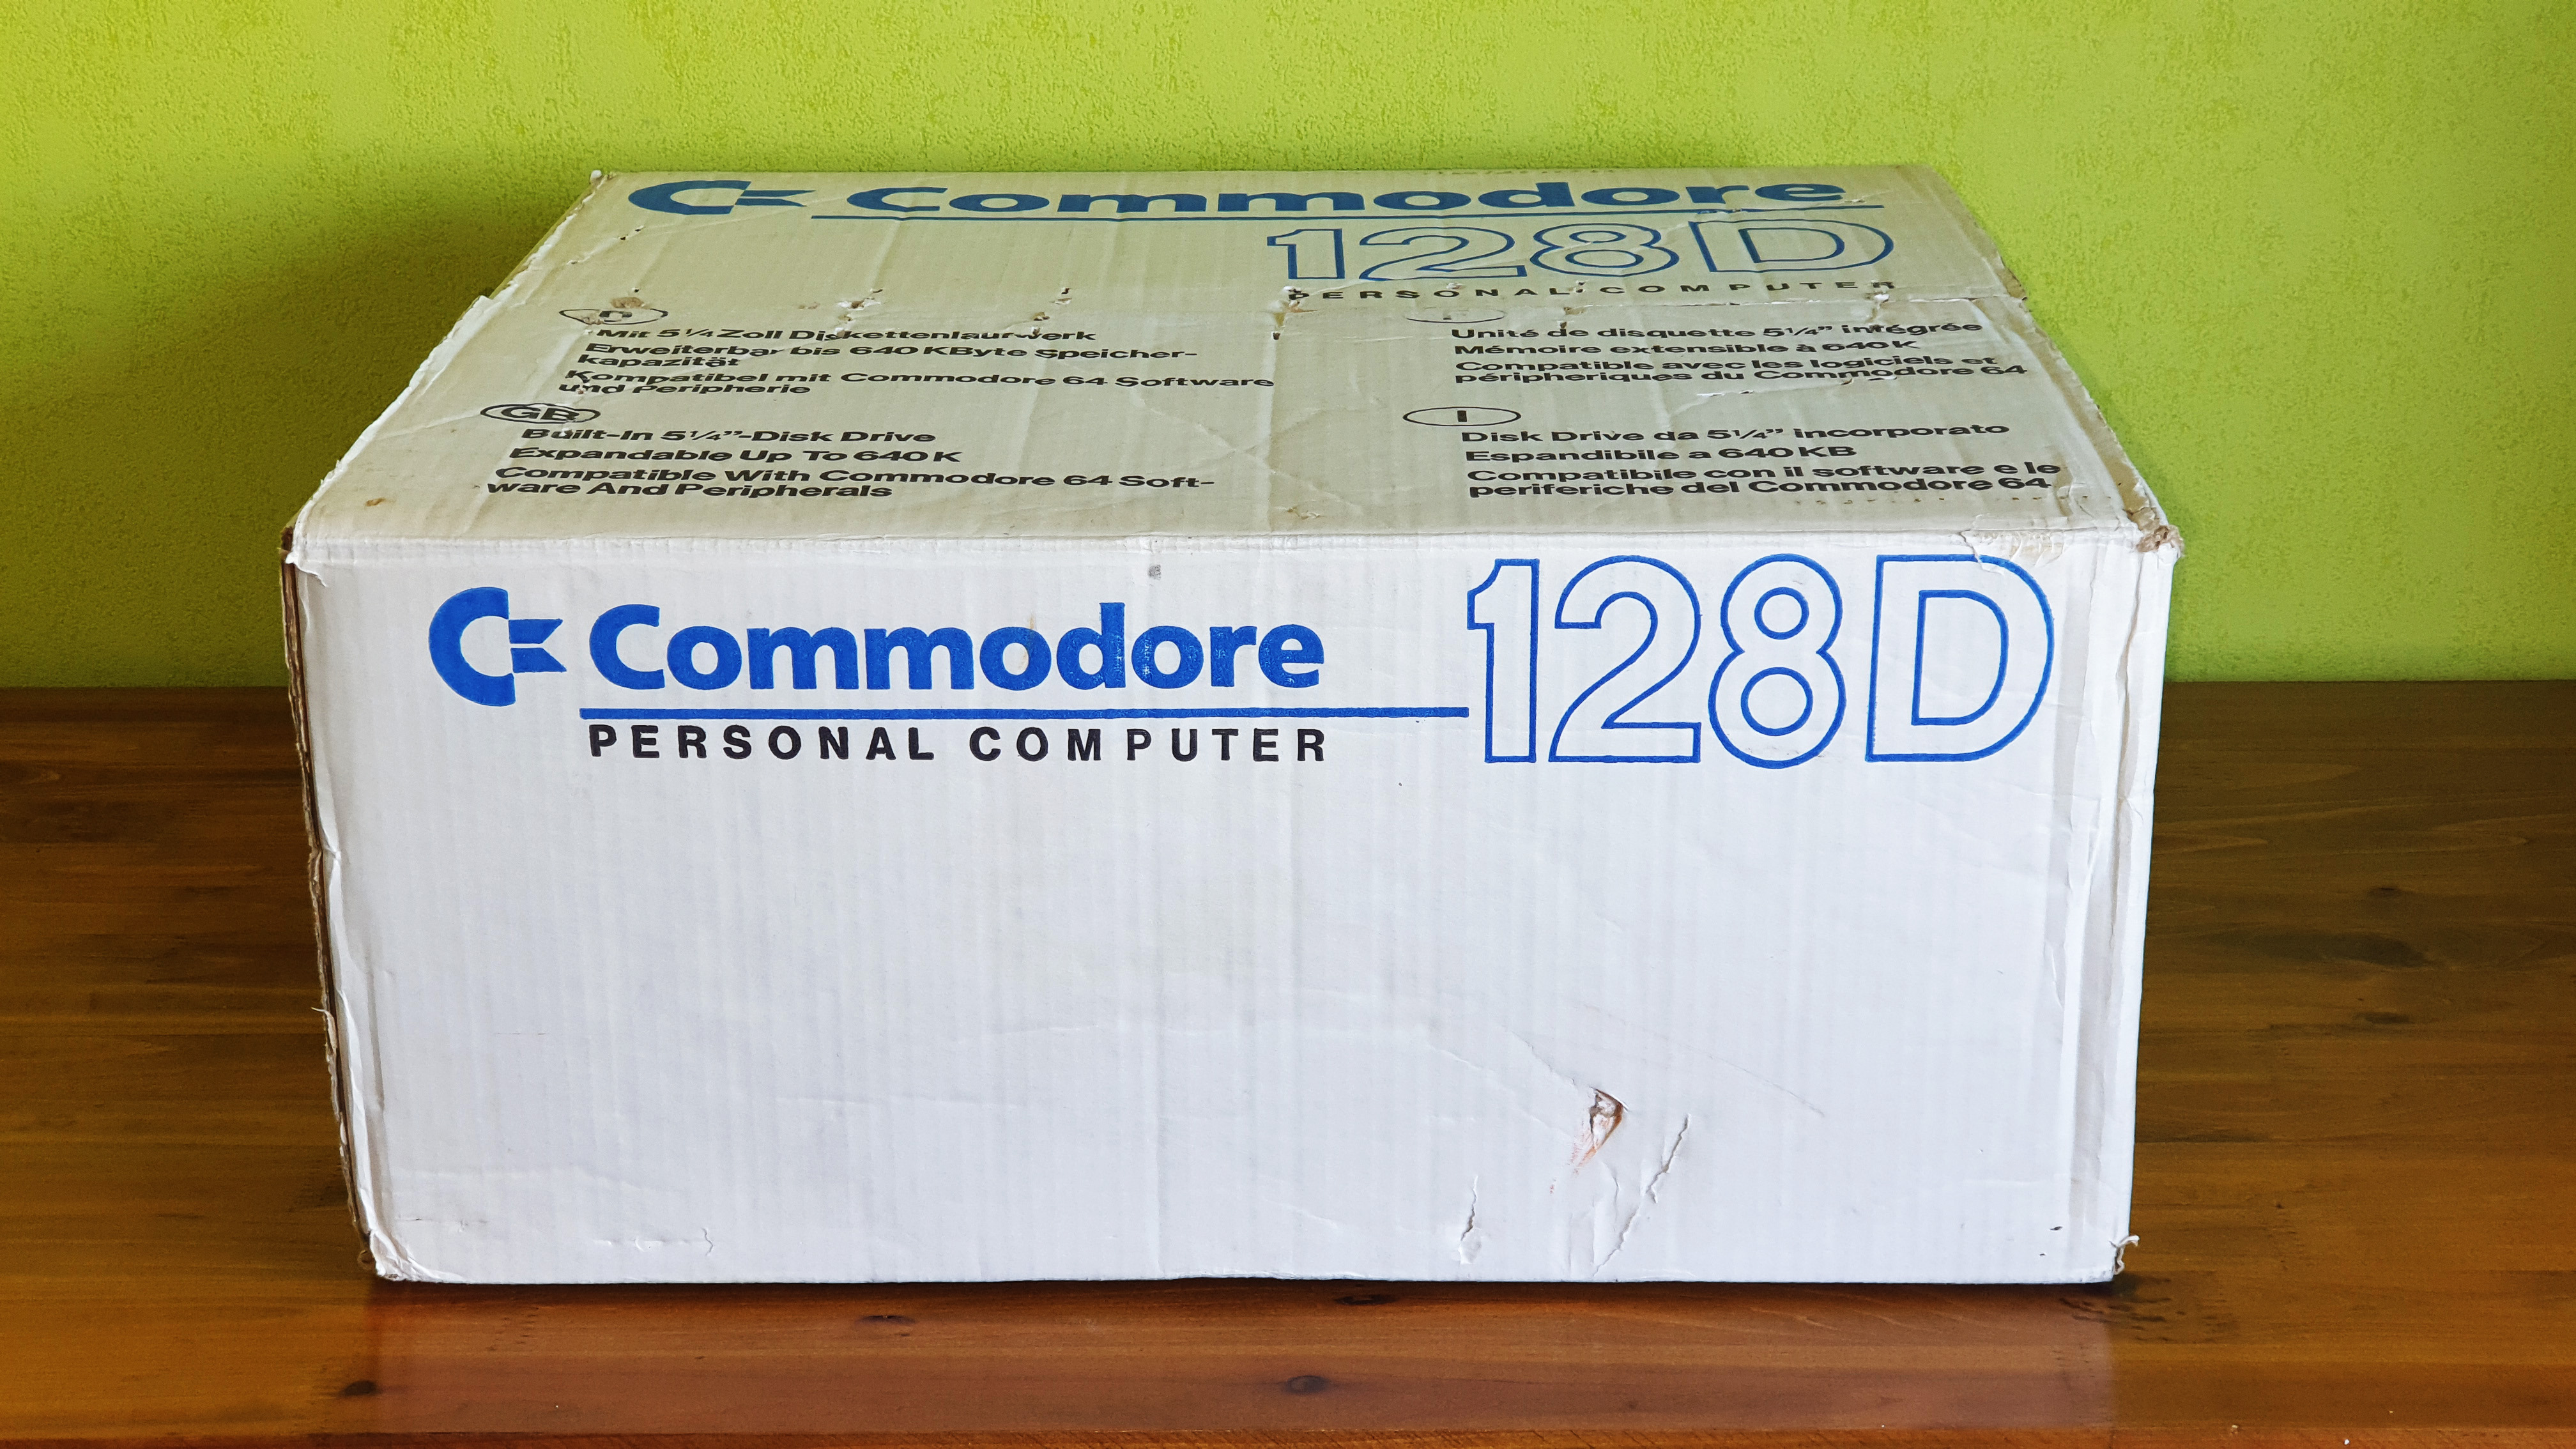 Commodore
128D
PERSONAL COMPUTER
D
Mit 5¼ Zoll Diskettenlaufwerk
Erweiterbar bis 640 KByte Speicher-
kapazität
Kompatibel mit Commodore 64 Software
und Peripherie
GB
Built-In 5¼”-Disk Drive
Expandable Up To 640 K
Compatible With Commodore 64 Soft-
ware And Peripherals
F
Unité de disquette 5¼” intégrée
Mémoire extensible à 640 K
Compatible avec les logiciels et
péripheriques du Commodore 64
I
Disk Drive da 5¼” incorporato
Espandibile a 640 KB
Compatibile con il software e le
periferiche del Commodore 64
Commodore 128D
PERSONAL COMPUTER